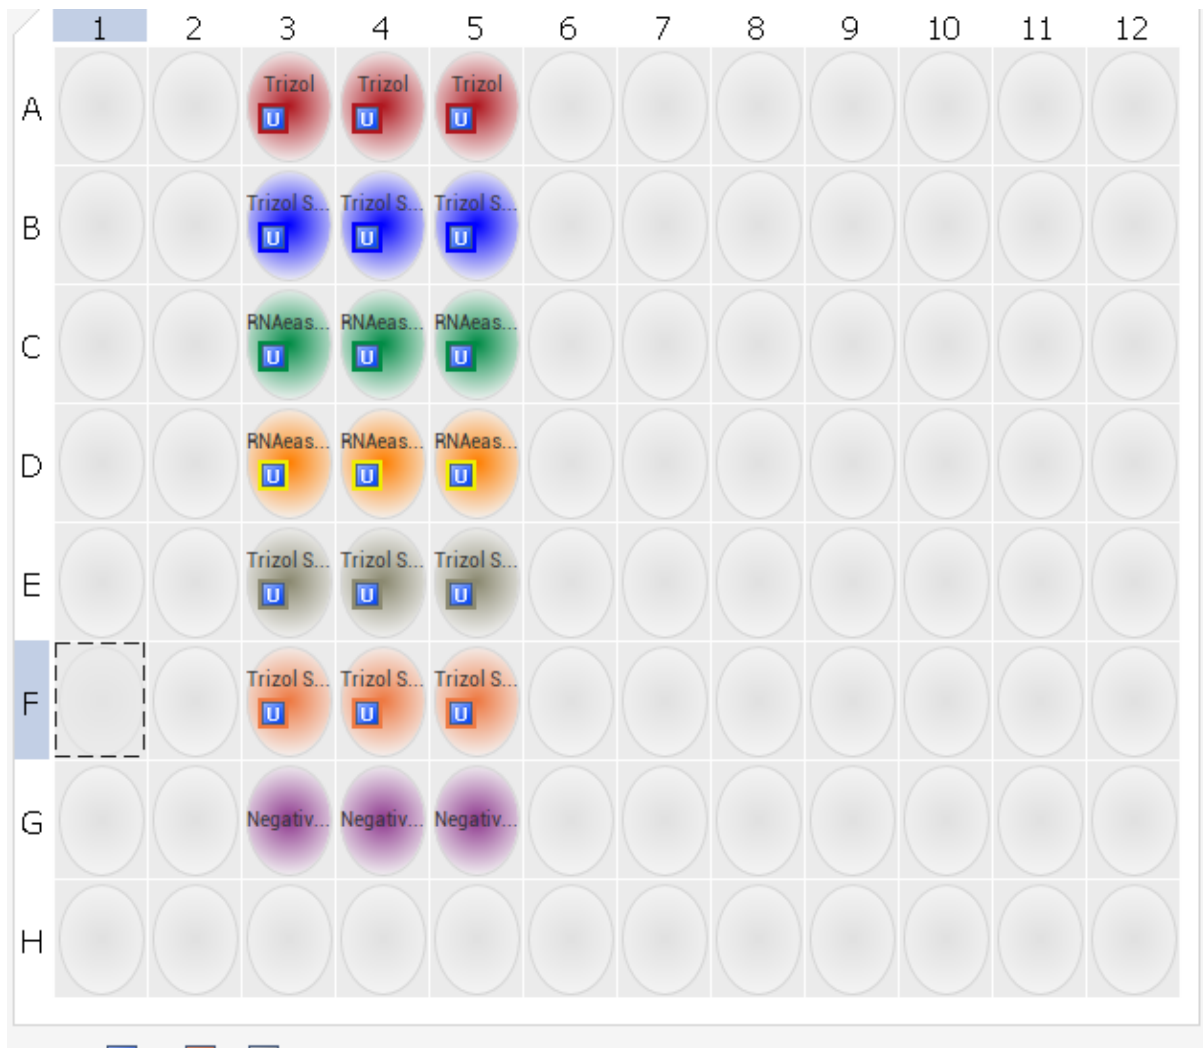 1 2 3 4 5 6 7 8 9 10 11 12
A Trizol Trizol Trizol
U U U
B Trizol S... Trizol S... Trizol S...
U U U
C RNAeas... RNAeas... RNAeas...
U U U
D RNAeas... RNAeas... RNAeas...
U U U
E Trizol S... Trizol S... Trizol S...
U U U
F Trizol S... Trizol S... Trizol S...
U U U
G Negativ... Negativ... Negativ...
H